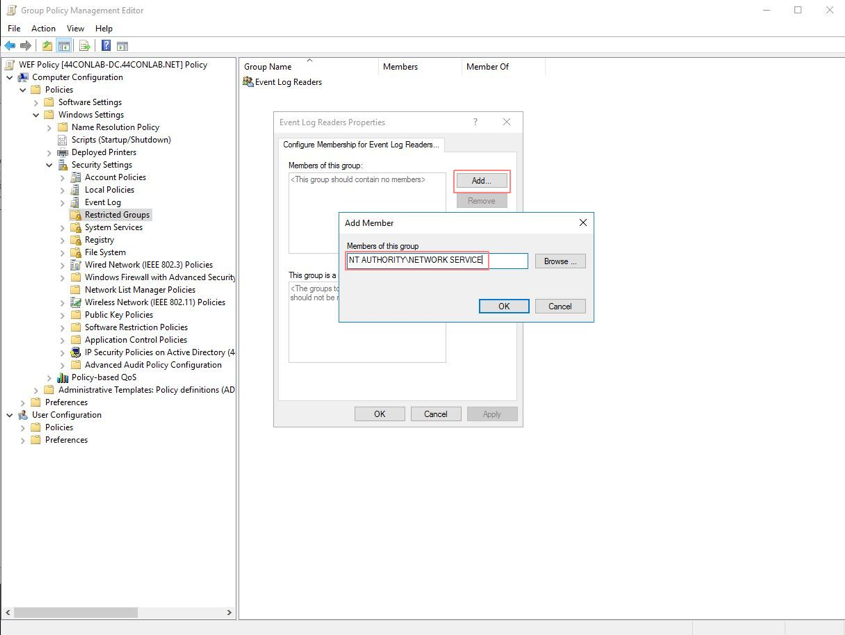 Group Policy Management Editor
File Action View Help
WEF Policy [44CONLAB-DC.44CONLAB.NET] Policy
Computer Configuration
Policies
Software Settings
Windows Settings
Name Resolution Policy
Scripts (Startup/Shutdown)
Deployed Printers
Security Settings
Account Policies
Local Policies
Event Log
Restricted Groups
System Services
Registry
File System
Wired Network (IEEE 802.3) Policies
Windows Firewall with Advanced Security
Network List Manager Policies
Wireless Network (IEEE 802.11) Policies
Public Key Policies
Software Restriction Policies
Application Control Policies
IP Security Policies on Active Directory (4
Advanced Audit Policy Configuration
Policy-based QoS
Administrative Templates: Policy definitions (AD
Preferences
User Configuration
Policies
Preferences
Group Name Members Member Of
Event Log Readers
Event Log Readers Properties
Configure Membership for Event Log Readers...
Members of this group:
<This group should contain no members>
Add...
Remove
This group is a
<The groups to
should not be
OK Cancel Apply
Add Member
Members of this group
NT AUTHORITY\NETWORK SERVICE
Browse ...
OK Cancel